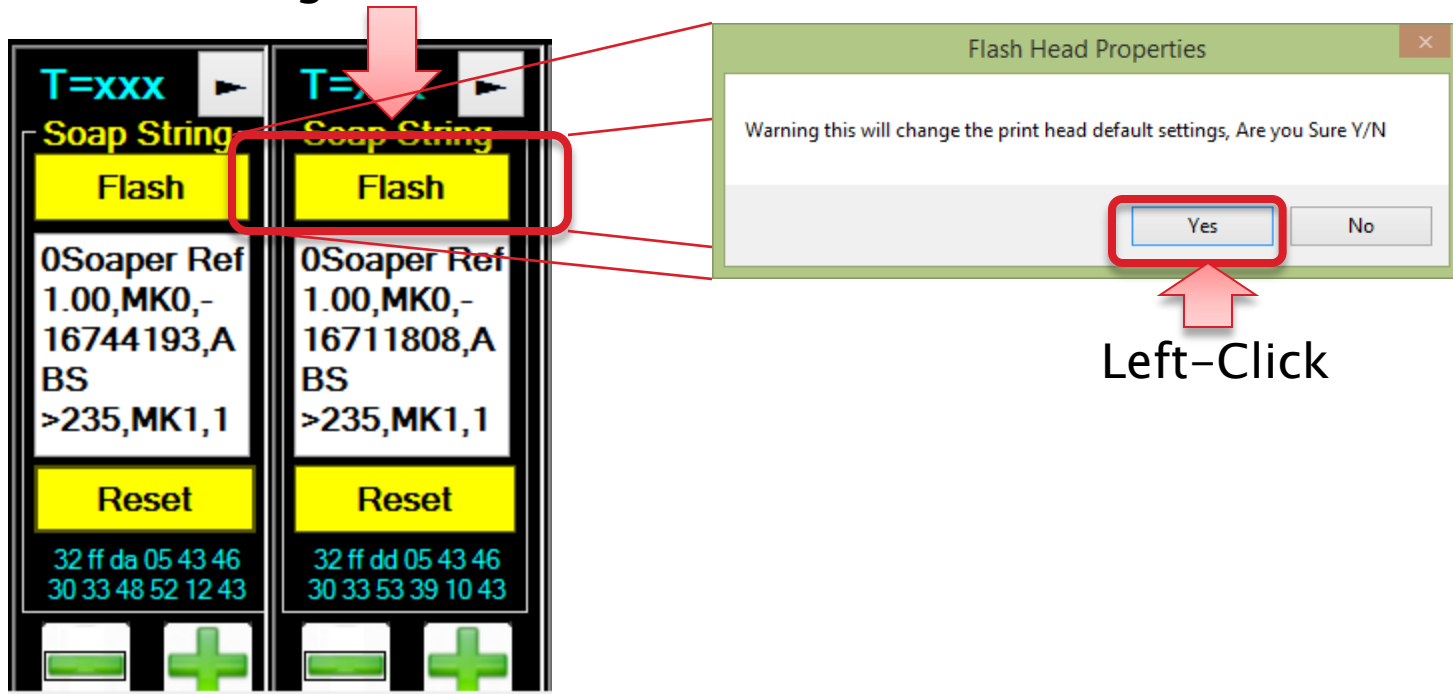 T=xxx
Soap String
Flash
0Soaper Ref
1.00,MK0,-
16744193,A
BS
>235,MK1,1
Reset
32 ff da 05 43 46
30 33 48 52 12 43
Soap String
Flash
0Soaper Ref
1.00,MK0,-
16711808,A
BS
>235,MK1,1
Reset
32 ff dd 05 43 46
30 33 53 39 10 43
Flash Head Properties
Warning this will change the print head default settings, Are you Sure Y/N
Yes
No
Left-Click